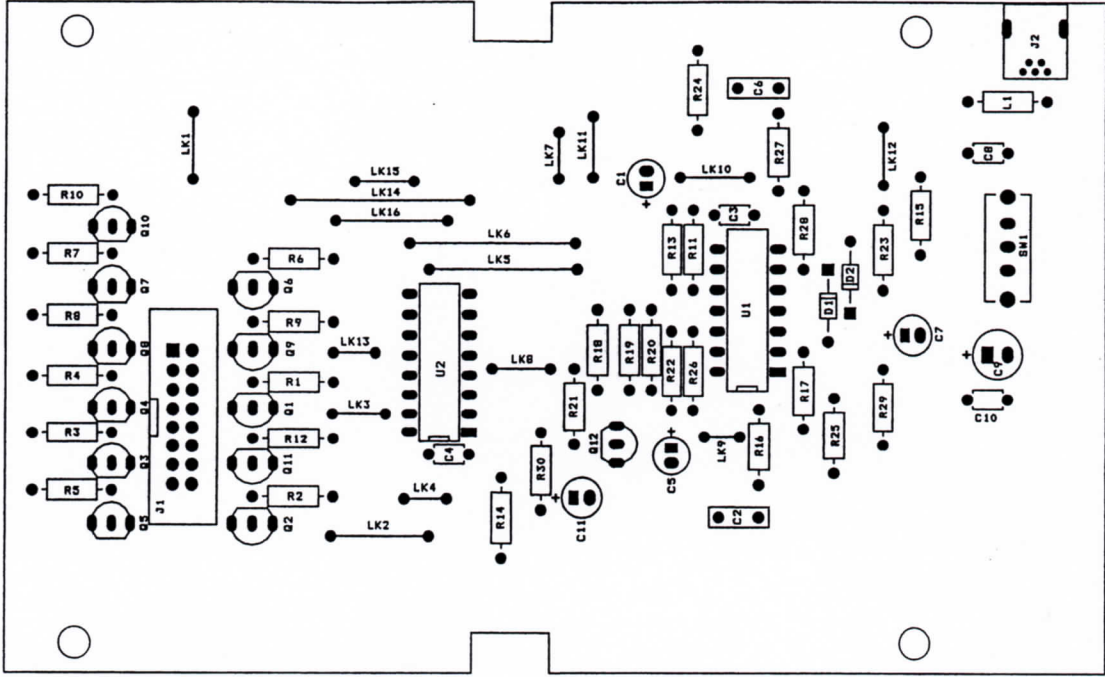 J2
R24
C6
L1
LK1
LK7
LK11
R27
LK12
C8
C1
+
LK10
LK15
LK14
LK16
R10
Q10
R7
Q7
R8
Q8
R4
Q4
R3
Q3
R5
Q5
J1
R6
Q6
R9
Q9
R1
Q1
R12
Q11
R2
Q2
LK6
LK5
LK13
LK3
U2
C4
LK4
LK2
LK8
R14
R30
+
C11
R21
R18
R19
R20
Q12
R13
R11
C3
U1
R22
R26
+
C5
LK9
R16
C2
R28
D1
D2
R17
R25
R23
R15
R29
+
C7
SW1
+
C9
C10